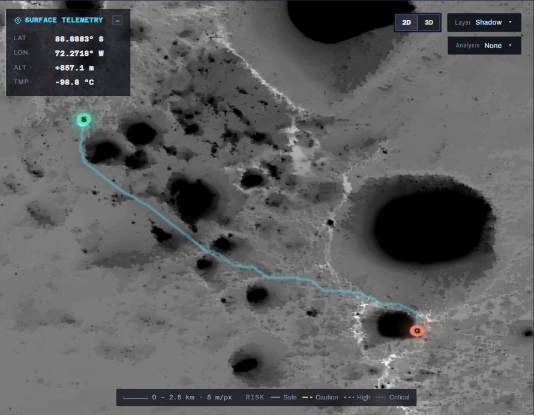 SURFACE TELEMETRY –
LAT 88.8883° S
LON 72.2718° W
ALT +857.1 m
TMP -98.8 °C
2D 3D
Layer Shadow
Analysis None
S
G
0 – 2.5 km · 5 m/px RISK Safe Caution High Critical